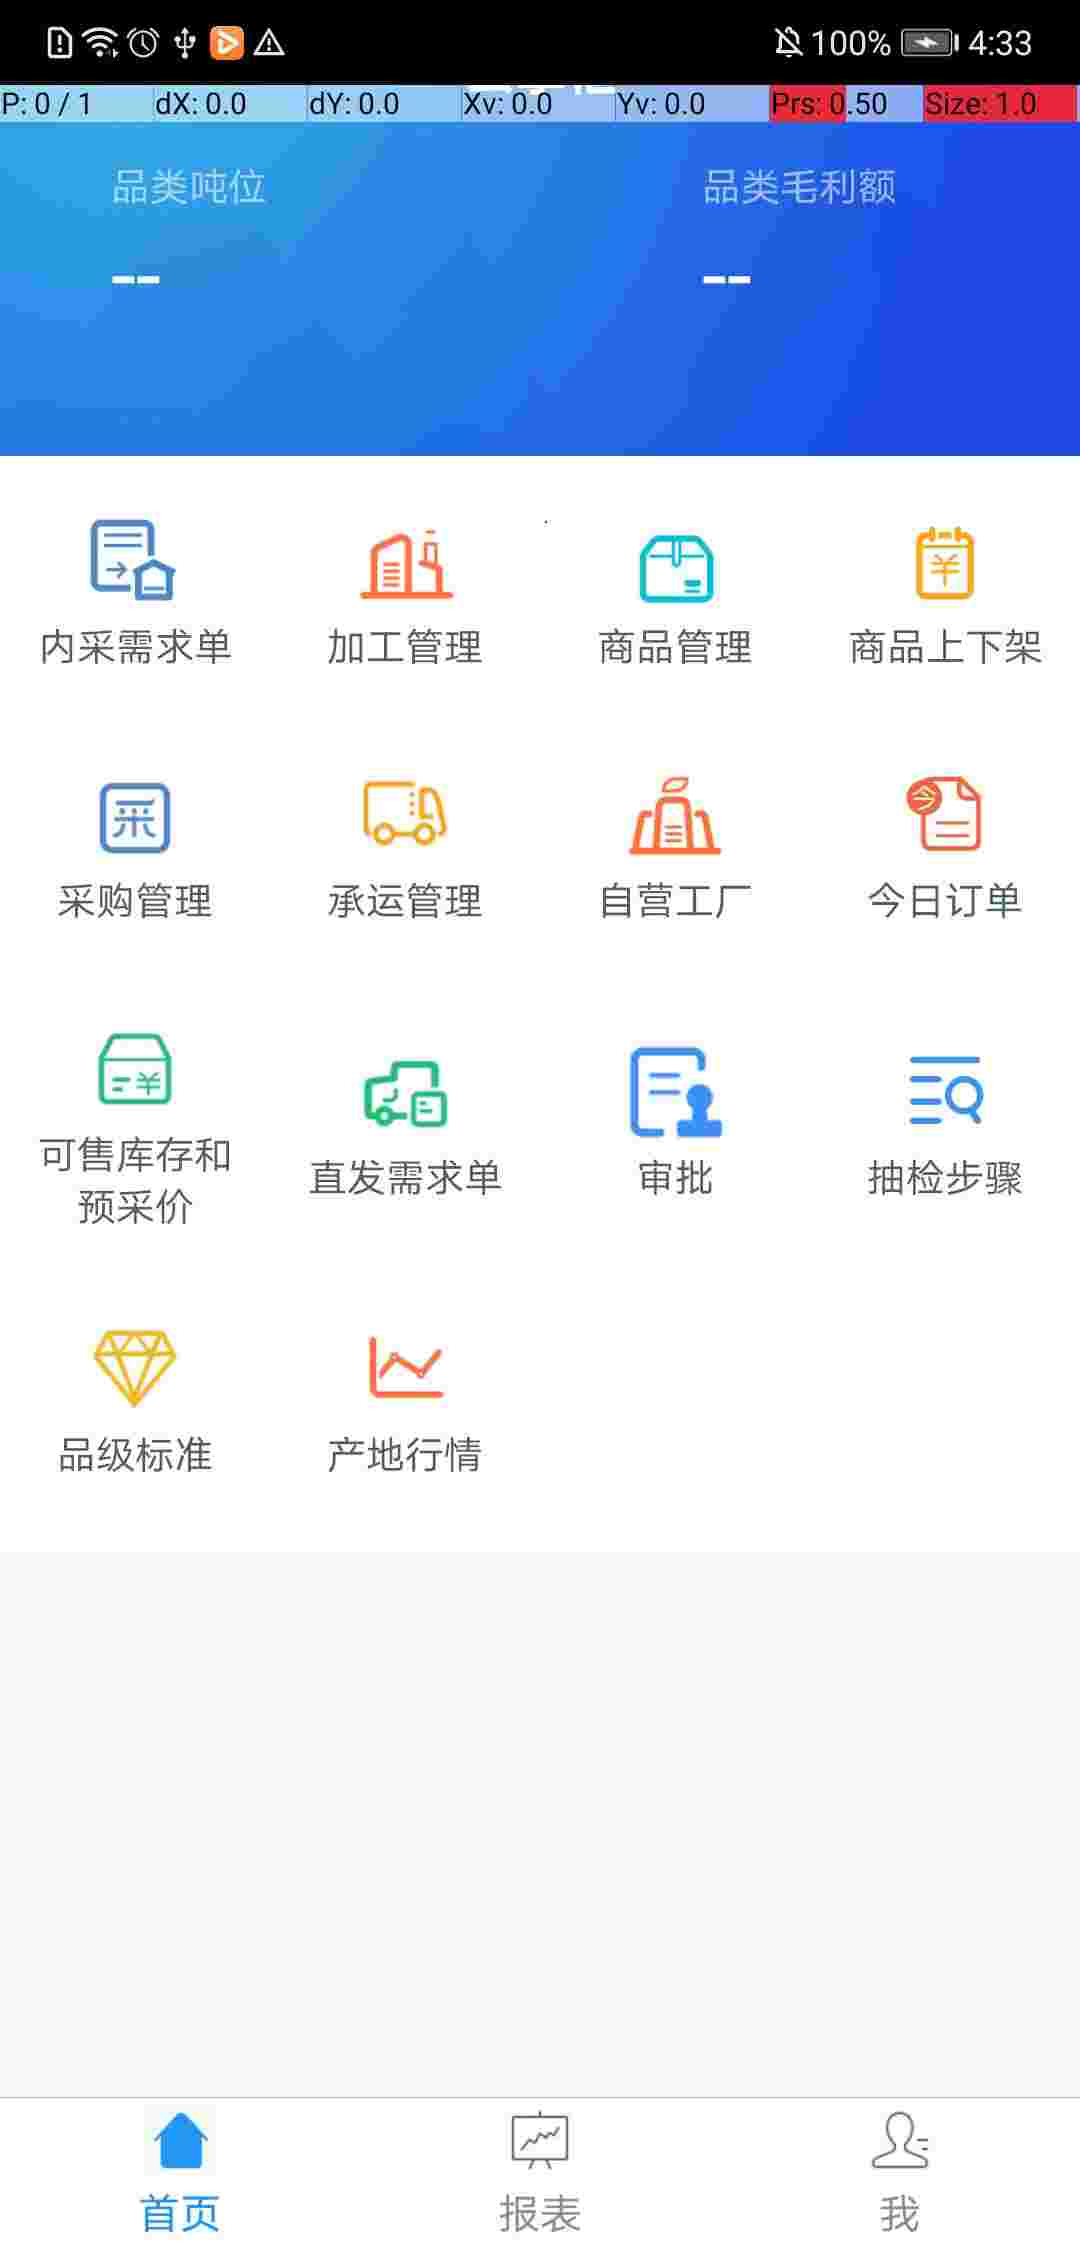 100% 4:33
P: 0 / 1 dX: 0.0 dY: 0.0 Xv: 0.0 Yv: 0.0 Prs: 0.50 Size: 1.0
品类吨位 品类毛利额
-- --
内采需求单 加工管理 商品管理 商品上下架
采购管理 承运管理 自营工厂 今日订单
可售库存和
预采价
直发需求单 审批 抽检步骤
品级标准 产地行情
首页 报表 我